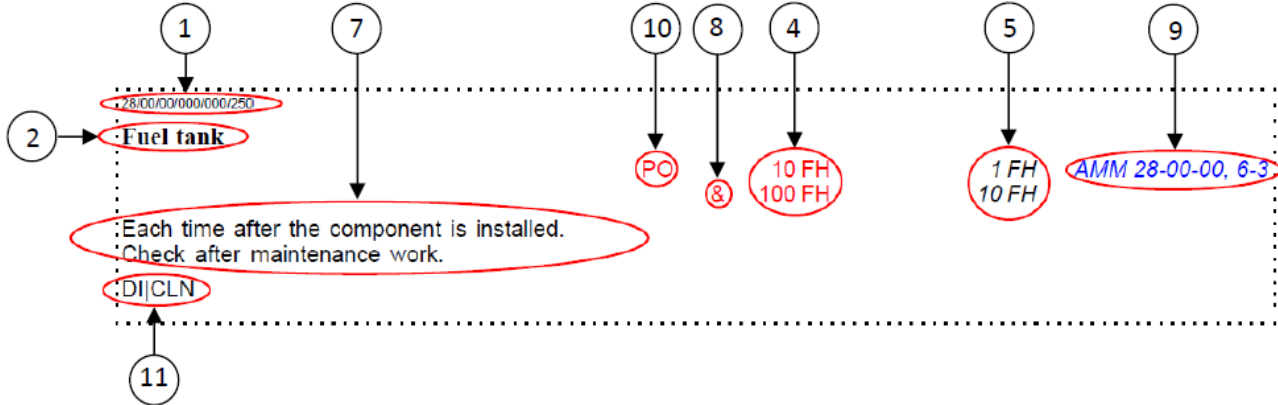 1 7 10 8 4 5 9
28/00/00/000/000/250
2 Fuel tank
PO 10 FH 1 FH AMM 28-00-00, 6-3
& 100 FH 10 FH
Each time after the component is installed.
Check after maintenance work.
DI|CLN
11